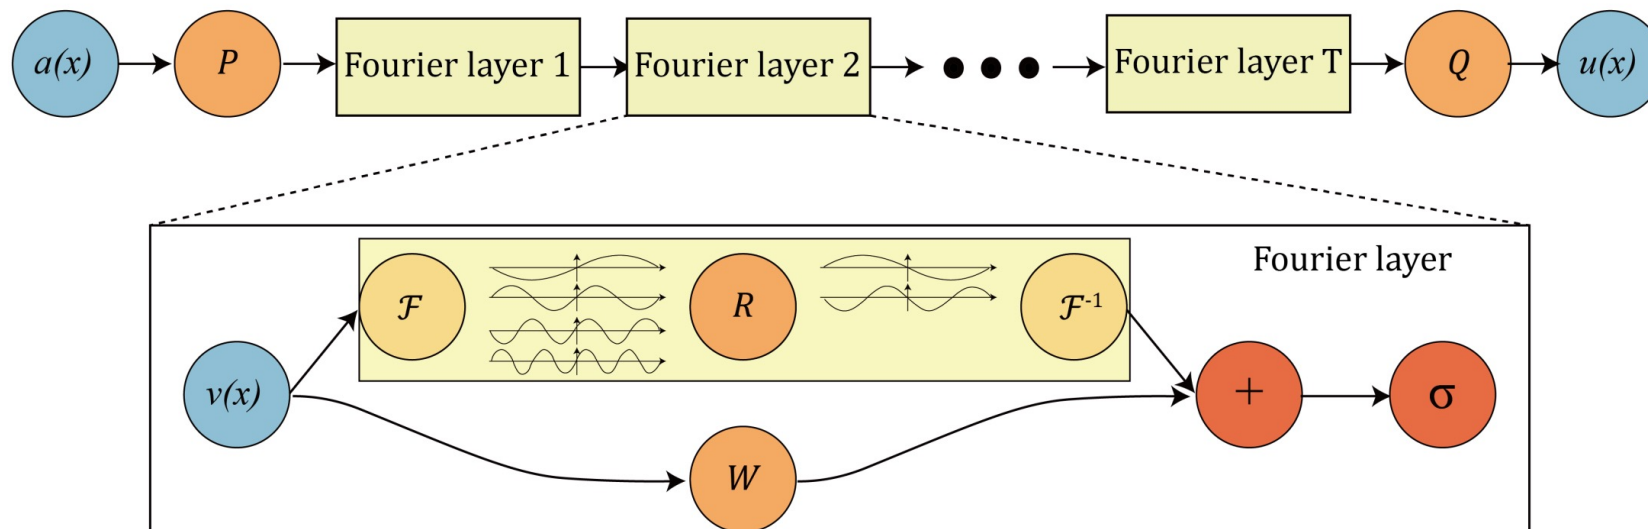 a(x) P Fourier layer 1 Fourier layer 2 ••• Fourier layer T Q u(x)
Fourier layer
ℱ R ℱ⁻¹
v(x) + σ
W